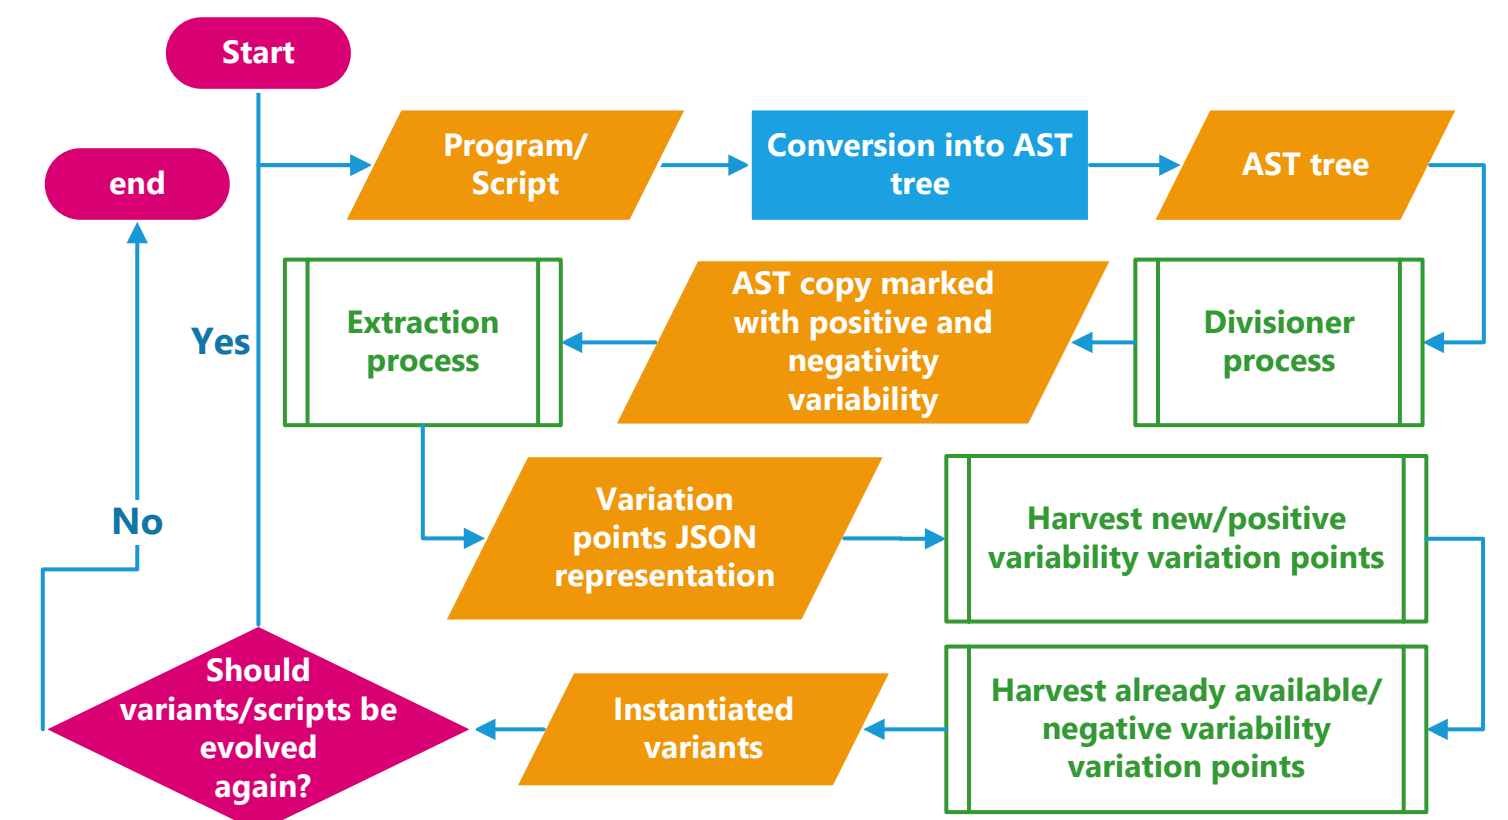 Start
Program/
Script
Conversion into AST
tree
AST tree
end
Extraction
process
AST copy marked
with positive and
negativity
variability
Divisioner
process
Yes
Variation
points JSON
representation
Harvest new/positive
variability variation points
No
Should
variants/scripts be
evolved
again?
Instantiated
variants
Harvest already available/
negative variability
variation points